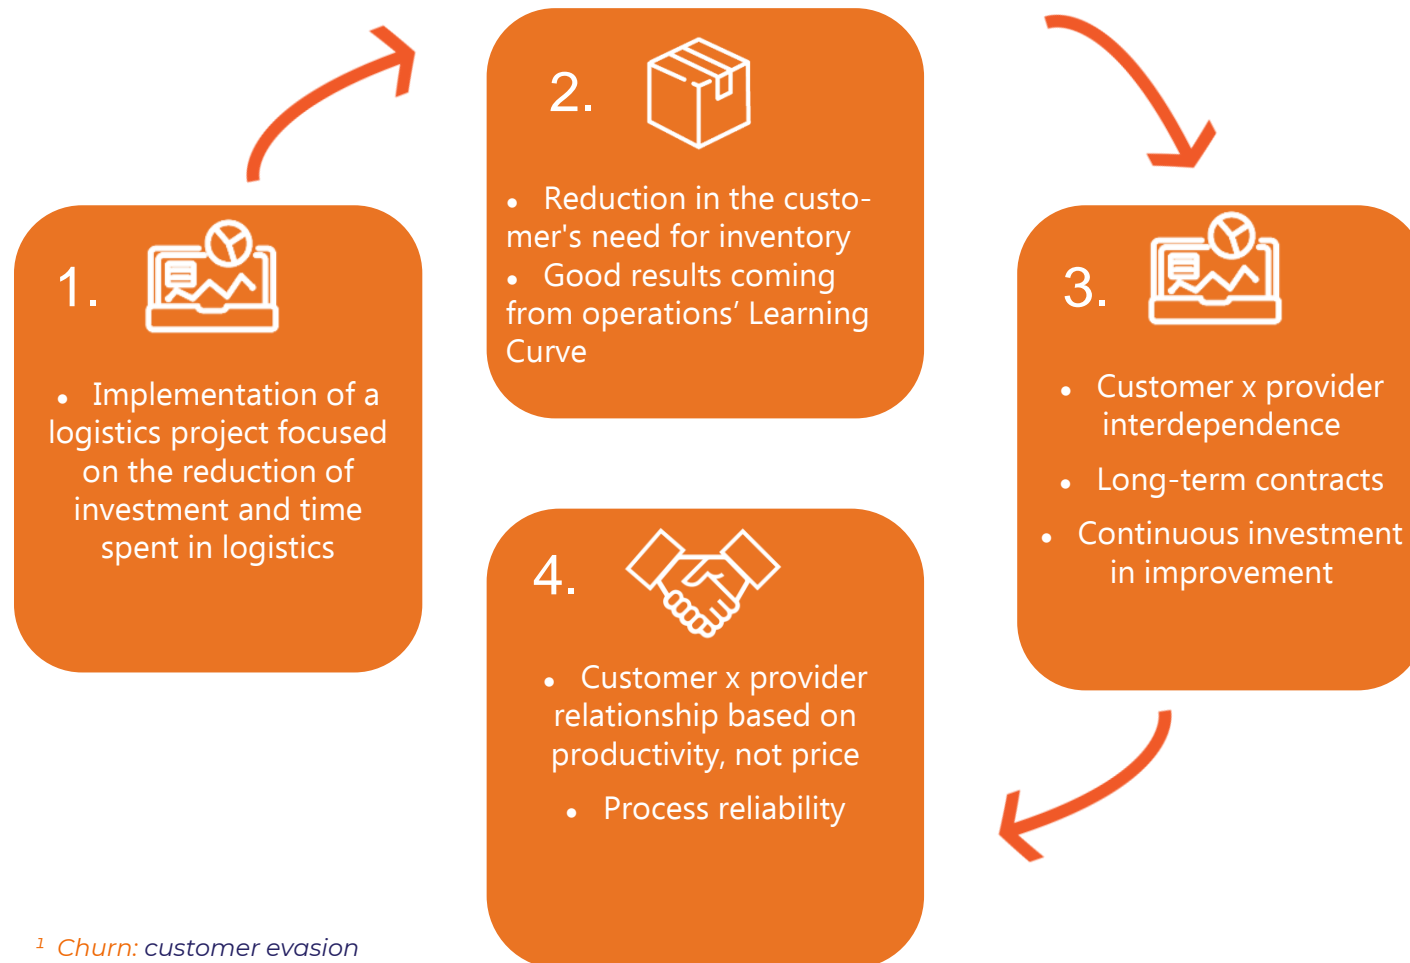 1.
• Implementation of a
logistics project focused
on the reduction of
investment and time
spent in logistics
2.
• Reduction in the custo-
mer's need for inventory
• Good results coming
from operations’ Learning
Curve
3.
• Customer x provider
interdependence
• Long-term contracts
• Continuous investment
in improvement
4.
• Customer x provider
relationship based on
productivity, not price
• Process reliability
¹ Churn: customer evasion